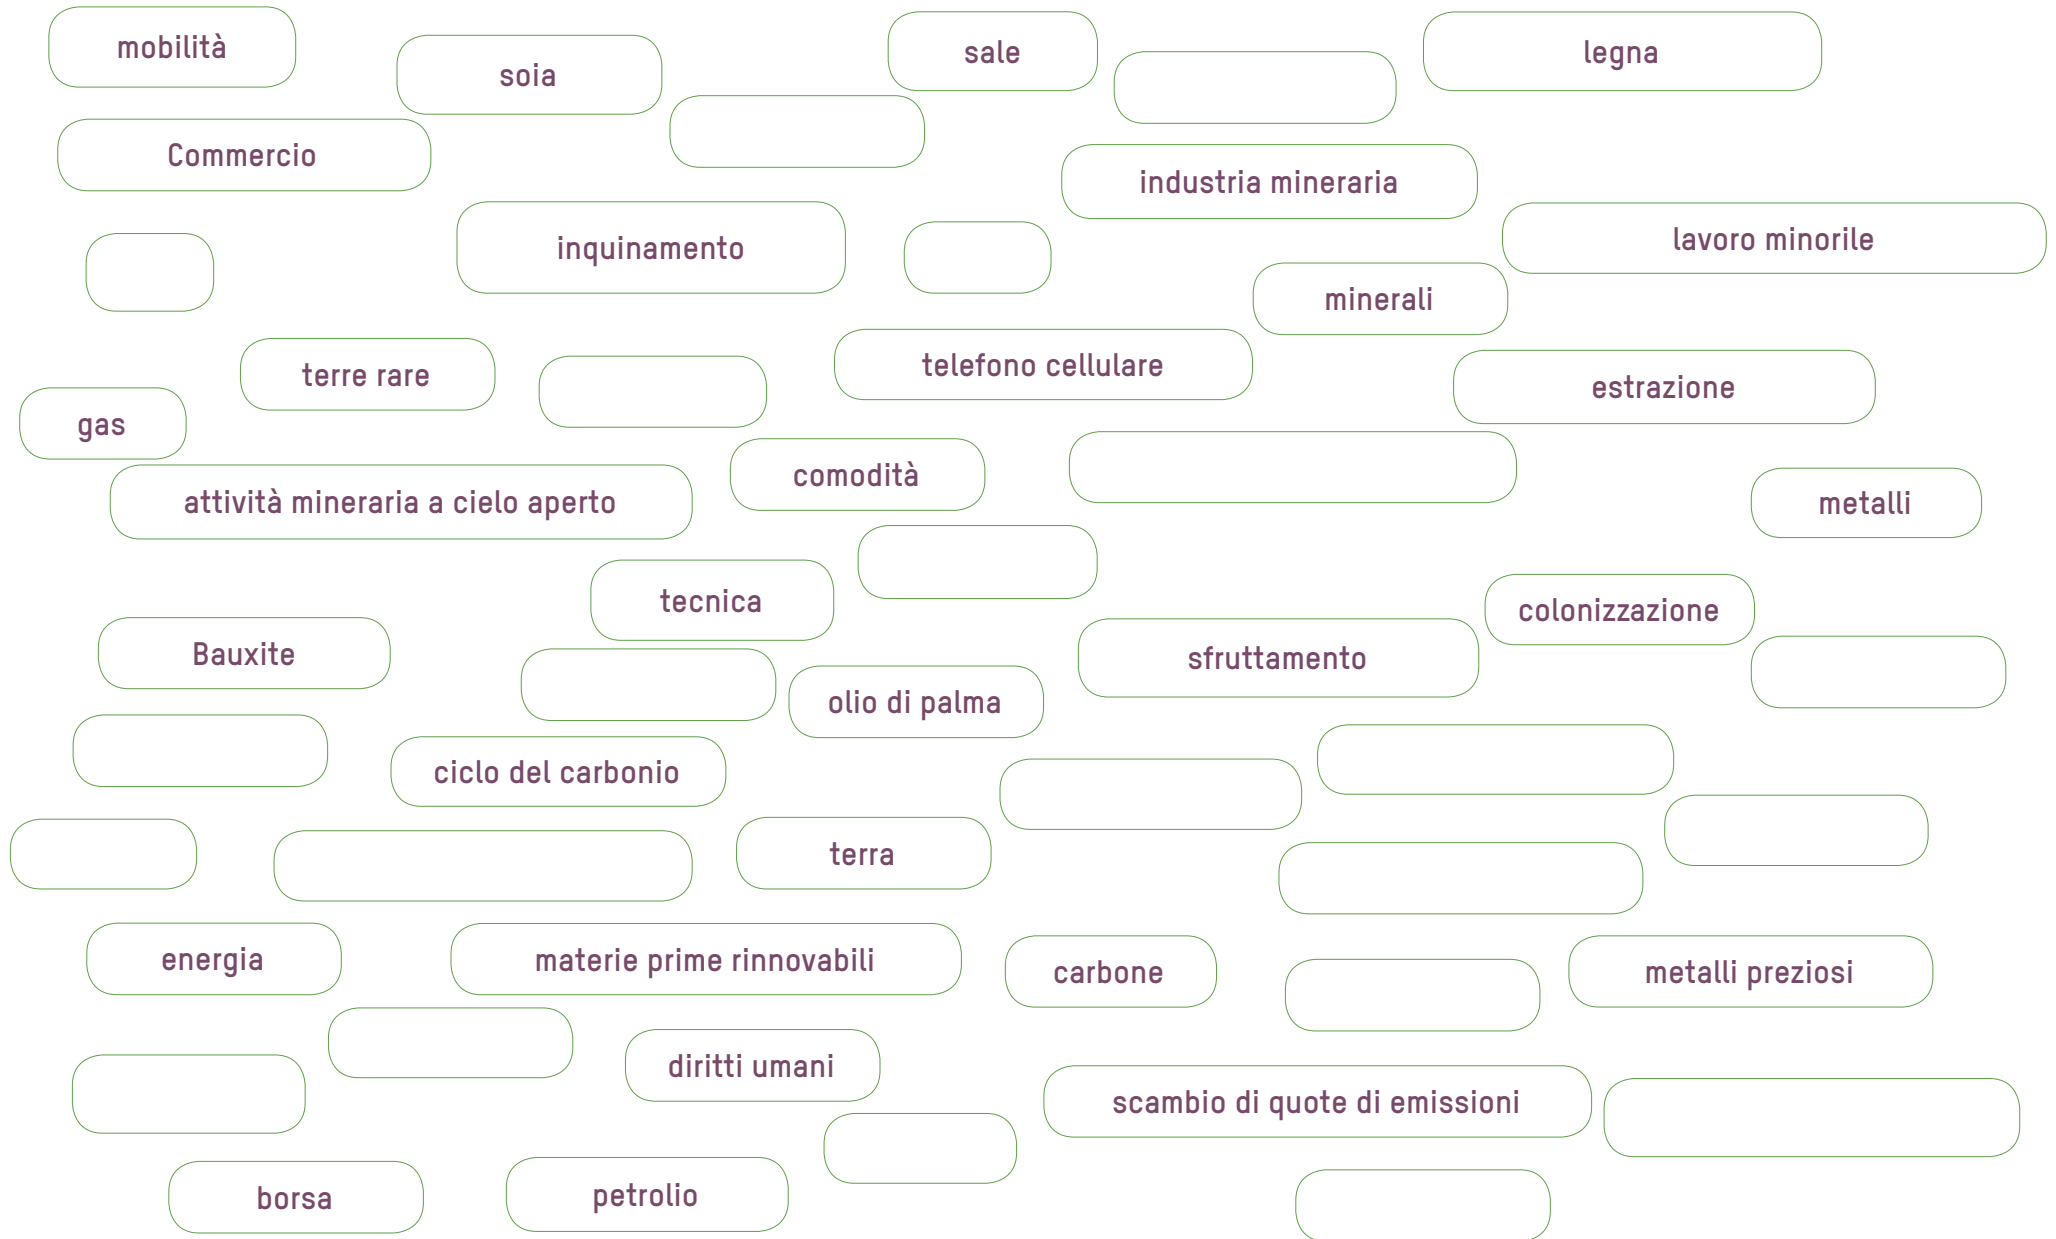 mobilità
soia
sale
legna
Commercio
industria mineraria
inquinamento
lavoro minorile
minerali
terre rare
telefono cellulare
estrazione
gas
comodità
attività mineraria a cielo aperto
metalli
tecnica
colonizzazione
Bauxite
sfruttamento
olio di palma
ciclo del carbonio
terra
energia
materie prime rinnovabili
carbone
metalli preziosi
diritti umani
scambio di quote di emissioni
borsa
petrolio